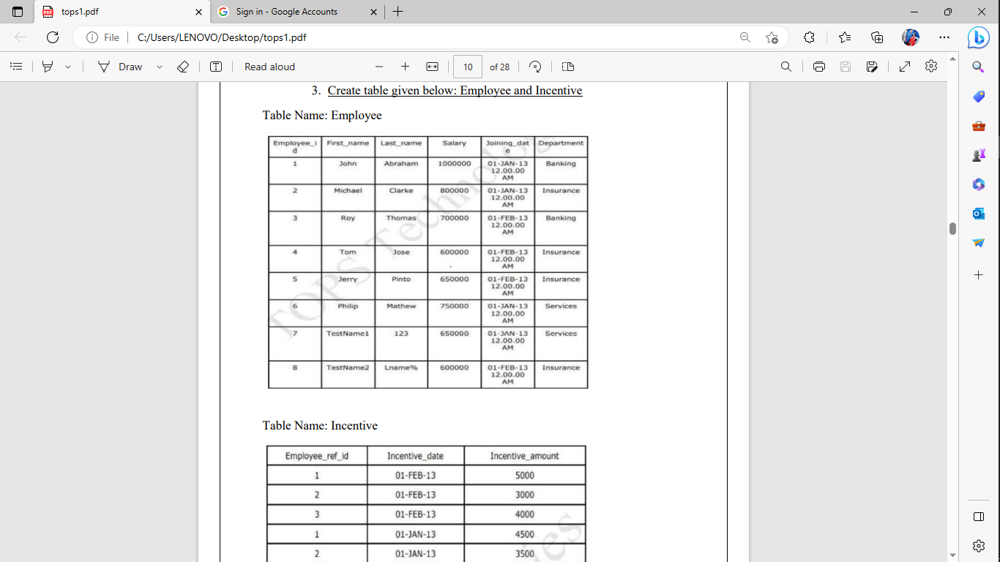 tops1.pdf
Sign in - Google Accounts
File
C:/Users/LENOVO/Desktop/tops1.pdf
Draw
Read aloud
10
of 28
3. Create table given below: Employee and Incentive
Table Name: Employee
Employee_i
d First_name Last_name Salary Joining_dat
e Department
1 John Abraham 1000000 01-JAN-13
12.00.00
AM Banking
2 Michael Clarke 800000 01-JAN-13
12.00.00
AM Insurance
3 Roy Thomas 700000 01-FEB-13
12.00.00
AM Banking
4 Tom Jose 600000 01-FEB-13
12.00.00
AM Insurance
5 Jerry Pinto 650000 01-FEB-13
12.00.00
AM Insurance
6 Philip Mathew 750000 01-JAN-13
12.00.00
AM Services
7 TestName1 123 650000 01-JAN-13
12.00.00
AM Services
8 TestName2 Lname% 600000 01-FEB-13
12.00.00
AM Insurance
TOPS Technolog
Table Name: Incentive
Employee_ref_id Incentive_date Incentive_amount
1 01-FEB-13 5000
2 01-FEB-13 3000
3 01-FEB-13 4000
1 01-JAN-13 4500
2 01-JAN-13 3500
ies